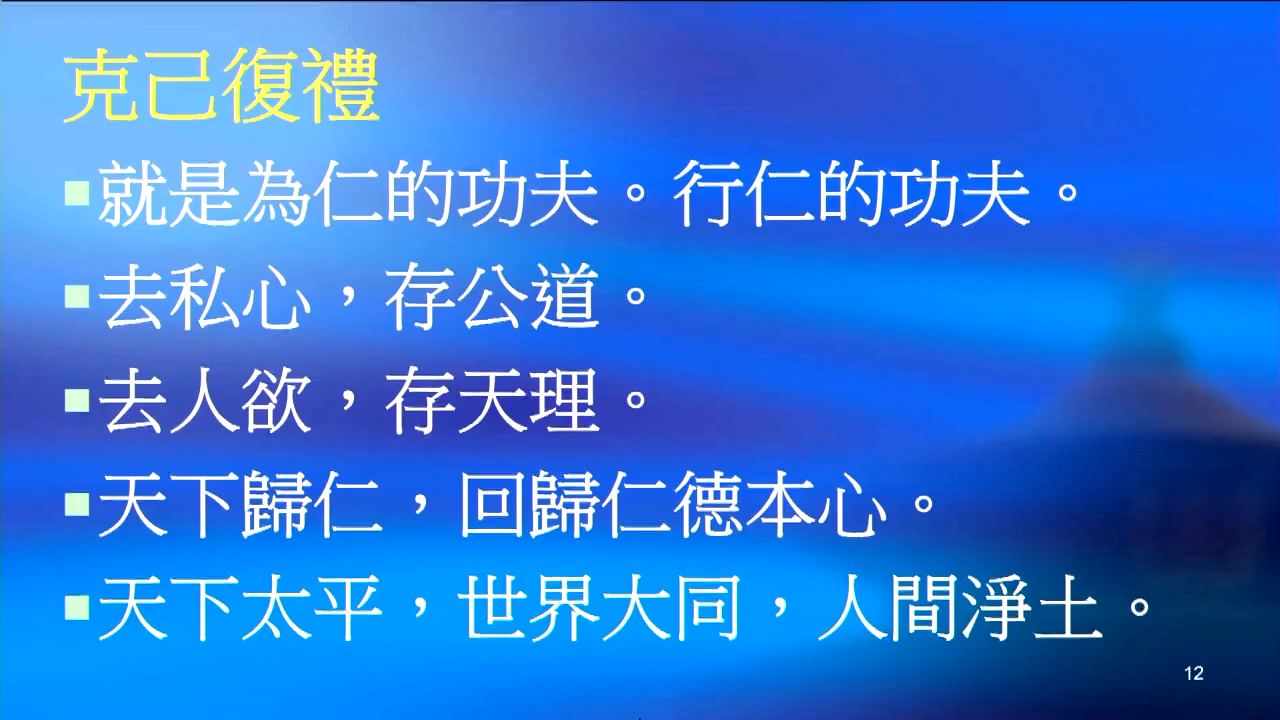 克己復禮
▪就是為仁的功夫。行仁的功夫。
▪去私心，存公道。
▪去人欲，存天理。
▪天下歸仁，回歸仁德本心。
▪天下太平，世界大同，人間淨土。
12